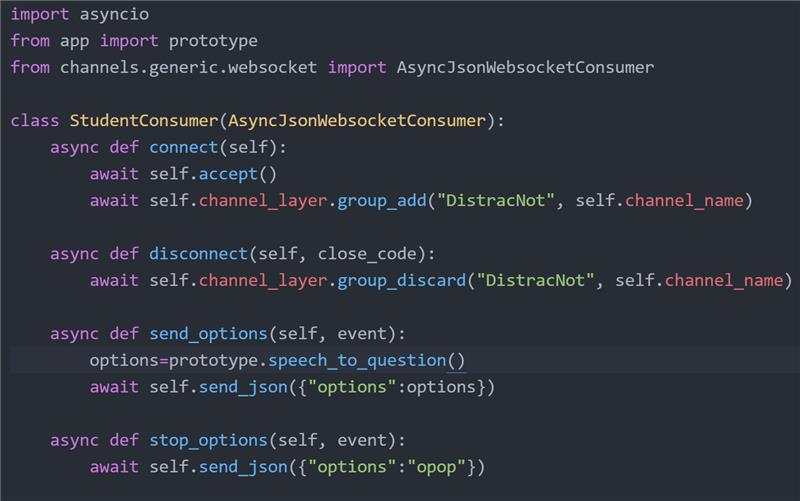 import asyncio
from app import prototype
from channels.generic.websocket import AsyncJsonWebsocketConsumer

class StudentConsumer(AsyncJsonWebsocketConsumer):
    async def connect(self):
        await self.accept()
        await self.channel_layer.group_add("DistracNot", self.channel_name)

    async def disconnect(self, close_code):
        await self.channel_layer.group_discard("DistracNot", self.channel_name)

    async def send_options(self, event):
        options=prototype.speech_to_question()
        await self.send_json({"options":options})

    async def stop_options(self, event):
        await self.send_json({"options":"opop"})